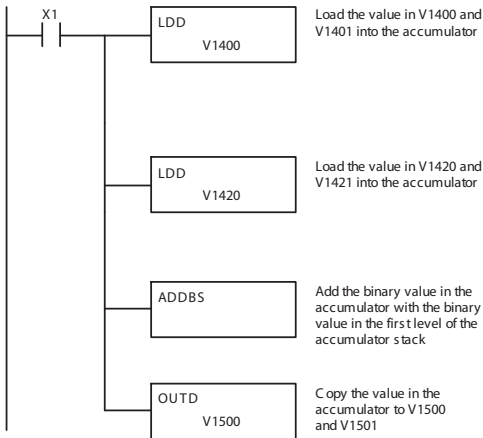 X1
LDD
V1400
Load the value in V1400 and
V1401 into the accumulator
LDD
V1420
Load the value in V1420 and
V1421 into the accumulator
ADDBS
Add the binary value in the
accumulator with the binary
value in the first level of the
accumulator stack
OUTD
V1500
Copy the value in the
accumulator to V1500
and V1501